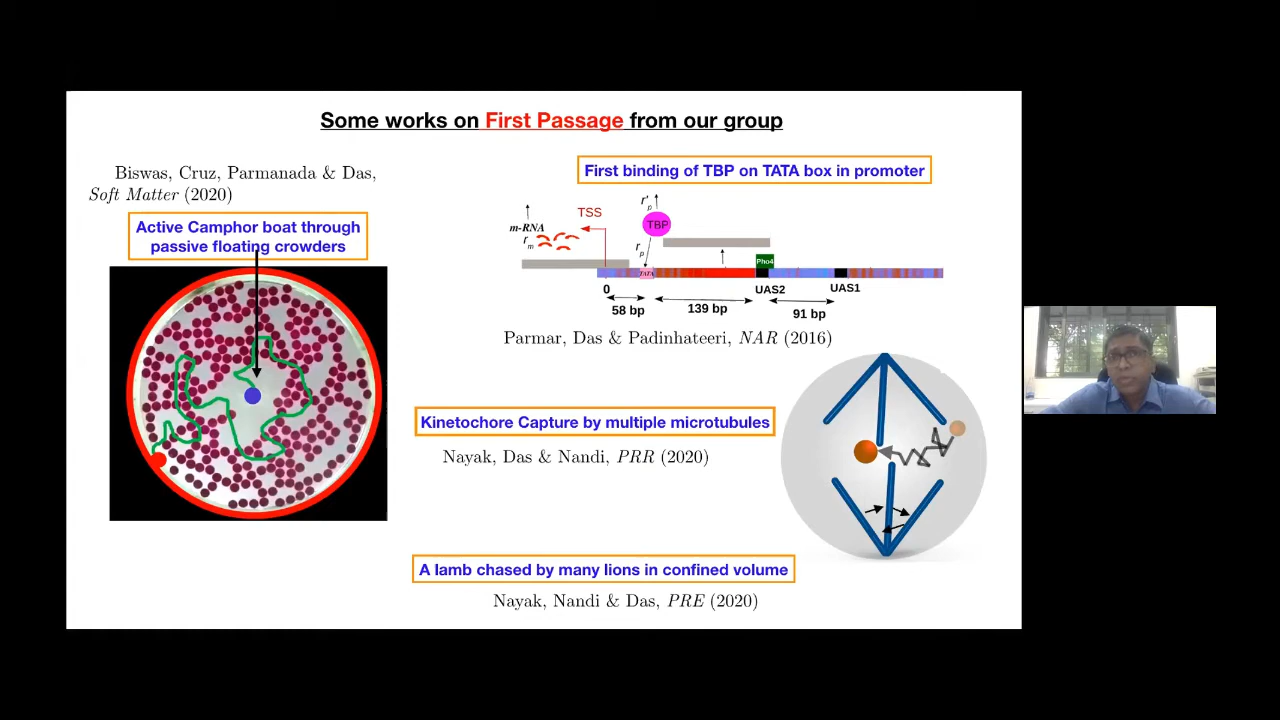 Some works on First Passage from our group
Biswas, Cruz, Parmanada & Das,
Soft Matter (2020)
Active Camphor boat through
passive floating crowders
First binding of TBP on TATA box in promoter
m-RNA
rm
TSS
r'p
TBP
rp
TATA
Pho4
0
UAS2
UAS1
58 bp
139 bp
91 bp
Parmar, Das & Padinhateeri, NAR (2016)
Kinetochore Capture by multiple microtubules
Nayak, Das & Nandi, PRR (2020)
A lamb chased by many lions in confined volume
Nayak, Nandi & Das, PRE (2020)